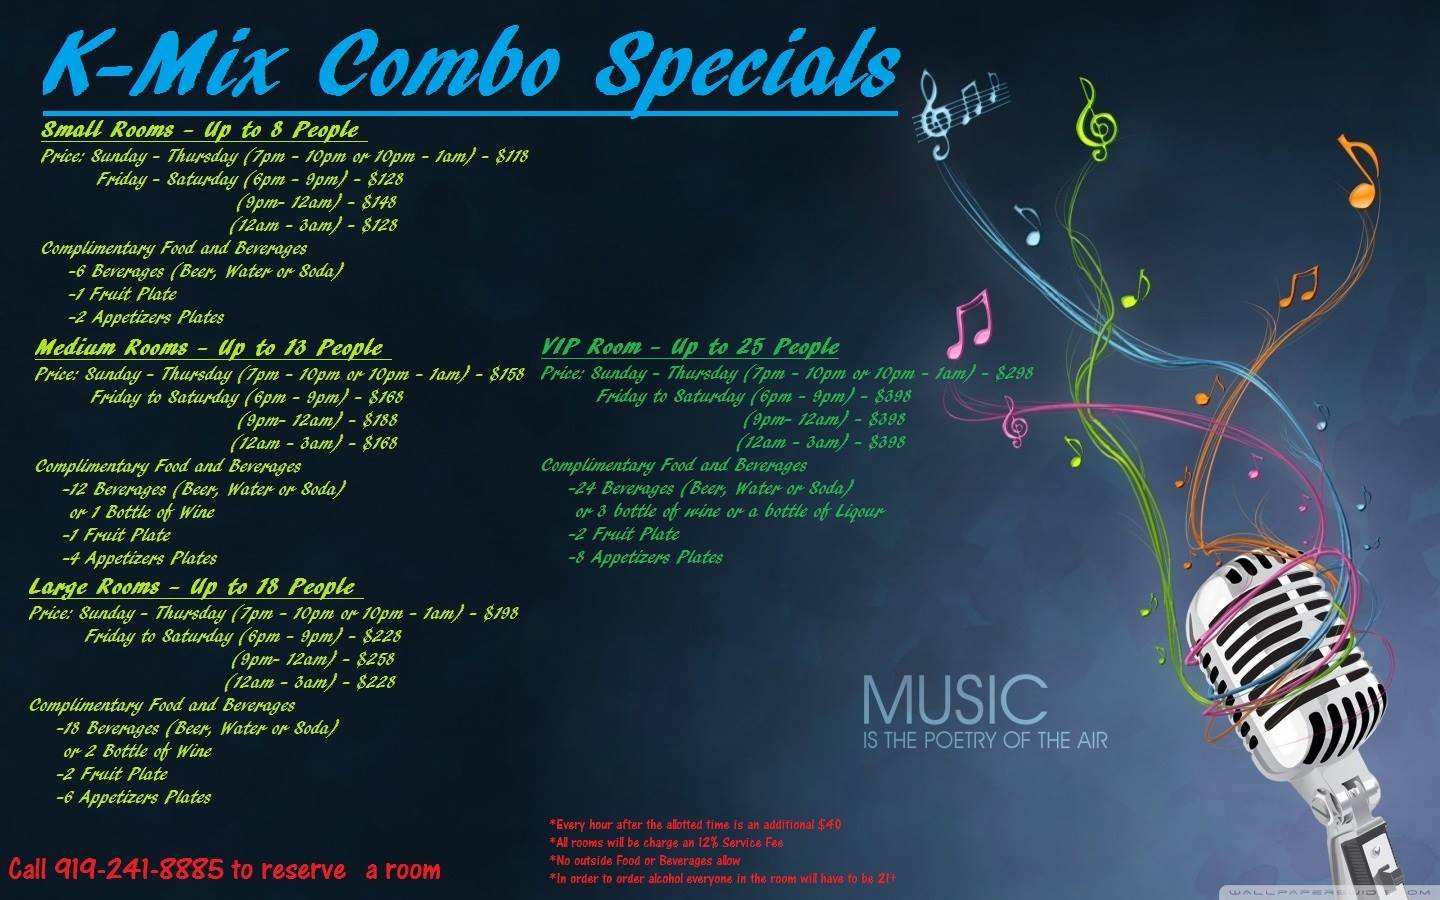 K-Mix Combo Specials
Small Rooms - Up to 8 People
Price: Sunday - Thursday (7pm - 10pm or 10pm - 1am) - $118
Friday - Saturday (6pm - 9pm) - $128
(9pm- 12am) - $148
(12am - 3am) - $128
Complimentary Food and Beverages
-6 Beverages (Beer, Water or Soda)
-1 Fruit Plate
-2 Appetizers Plates
Medium Rooms - Up to 13 People
Price: Sunday - Thursday (7pm - 10pm or 10pm - 1am) - $158
Friday to Saturday (6pm - 9pm) - $168
(9pm- 12am) - $188
(12am - 3am) - $168
Complimentary Food and Beverages
-12 Beverages (Beer, Water or Soda)
or 1 Bottle of Wine
-1 Fruit Plate
-4 Appetizers Plates
Large Rooms - Up to 18 People
Price: Sunday - Thursday (7pm - 10pm or 10pm - 1am) - $198
Friday to Saturday (6pm - 9pm) - $228
(9pm- 12am) - $258
(12am - 3am) - $228
Complimentary Food and Beverages
-18 Beverages (Beer, Water or Soda)
or 2 Bottle of Wine
-2 Fruit Plate
-6 Appetizers Plates
VIP Room - Up to 25 People
Price: Sunday - Thursday (7pm - 10pm or 10pm - 1am) - $298
Friday to Saturday (6pm - 9pm) - $398
(9pm- 12am) - $398
(12am - 3am) - $398
Complimentary Food and Beverages
-24 Beverages (Beer, Water or Soda)
or 3 bottle of wine or a bottle of Liqour
-2 Fruit Plate
-8 Appetizers Plates
MUSIC
IS THE POETRY OF THE AIR
*Every hour after the allotted time is an additional $40
*All rooms will be charge an 12% Service Fee
*No outside Food or Beverages allow
*In order to order alcohol everyone in the room will have to be 21+
Call 919-241-8885 to reserve a room